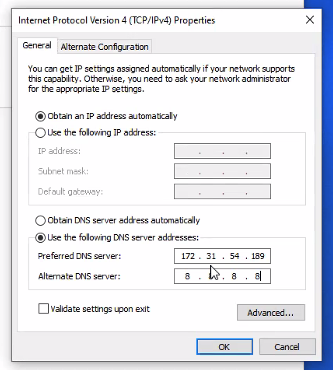 Internet Protocol Version 4 (TCP/IPv4) Properties
General
Alternate Configuration
You can get IP settings assigned automatically if your network supports
this capability. Otherwise, you need to ask your network administrator
for the appropriate IP settings.
Obtain an IP address automatically
Use the following IP address:
IP address:
Subnet mask:
Default gateway:
Obtain DNS server address automatically
Use the following DNS server addresses:
Preferred DNS server: 172 . 31 . 54 . 189
Alternate DNS server: 8 . . 8 . 8
Validate settings upon exit
Advanced...
OK
Cancel